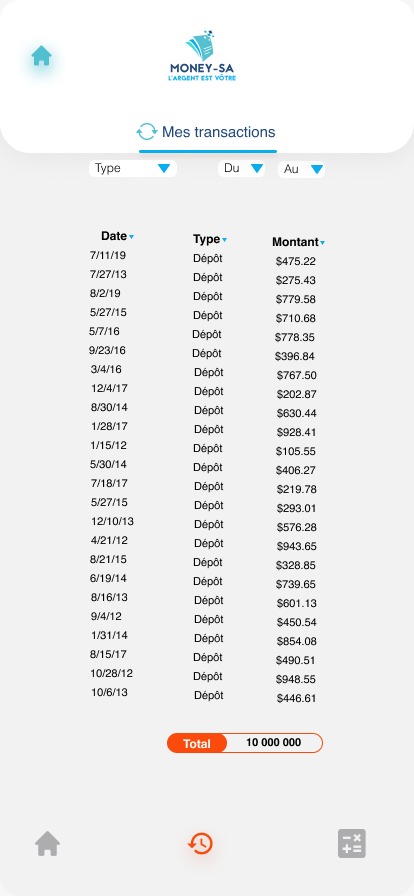 MONEY-SA
L'ARGENT EST VÔTRE
Mes transactions
Type Du Au
Date Type Montant
7/11/19 Dépôt $475.22
7/27/13 Dépôt $275.43
8/2/19 Dépôt $779.58
5/27/15 Dépôt $710.68
5/7/16 Dépôt $778.35
9/23/16 Dépôt $396.84
3/4/16 Dépôt $767.50
12/4/17 Dépôt $202.87
8/30/14 Dépôt $630.44
1/28/17 Dépôt $928.41
1/15/12 Dépôt $105.55
5/30/14 Dépôt $406.27
7/18/17 Dépôt $219.78
5/27/15 Dépôt $293.01
12/10/13 Dépôt $576.28
4/21/12 Dépôt $943.65
8/21/15 Dépôt $328.85
6/19/14 Dépôt $739.65
8/16/13 Dépôt $601.13
9/4/12 Dépôt $450.54
1/31/14 Dépôt $854.08
8/15/17 Dépôt $490.51
10/28/12 Dépôt $948.55
10/6/13 Dépôt $446.61
Total 10 000 000